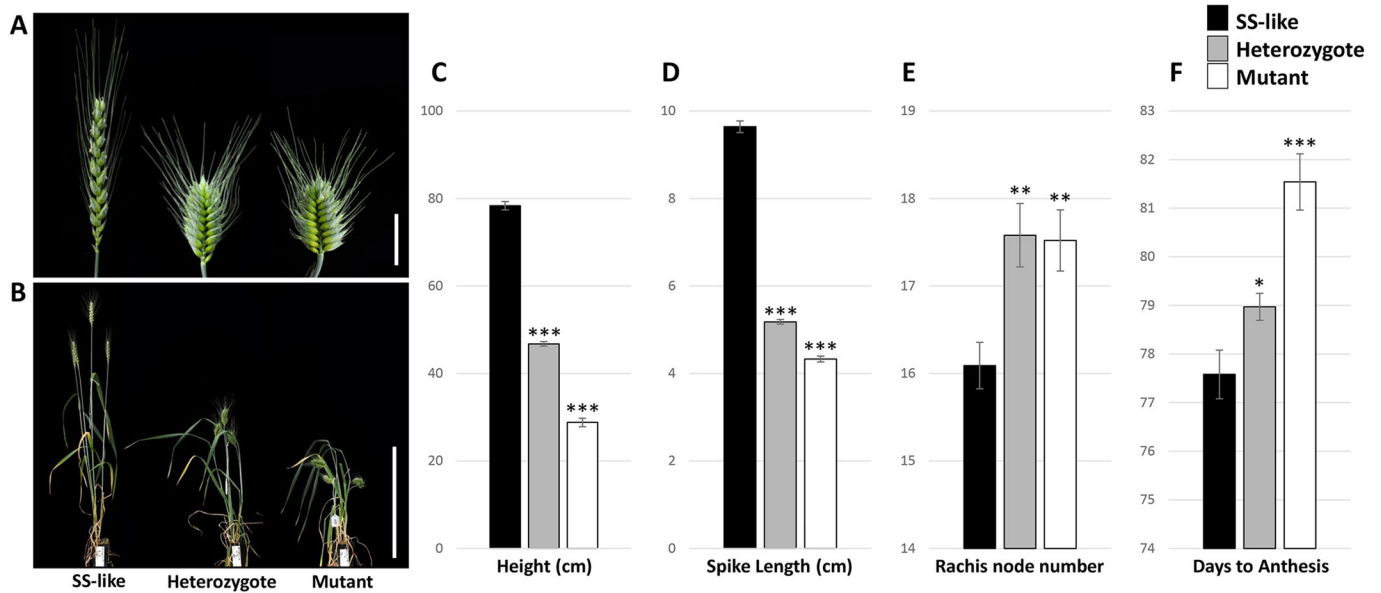 A
B
SS-like
Heterozygote
Mutant
C
100
80
60
40
20
0
***
***
Height (cm)
D
10
8
6
4
2
0
***
***
Spike Length (cm)
E
19
18
17
16
15
14
**
**
Rachis node number
SS-like
Heterozygote
Mutant
F
83
82
81
80
79
78
77
76
75
74
*
***
Days to Anthesis